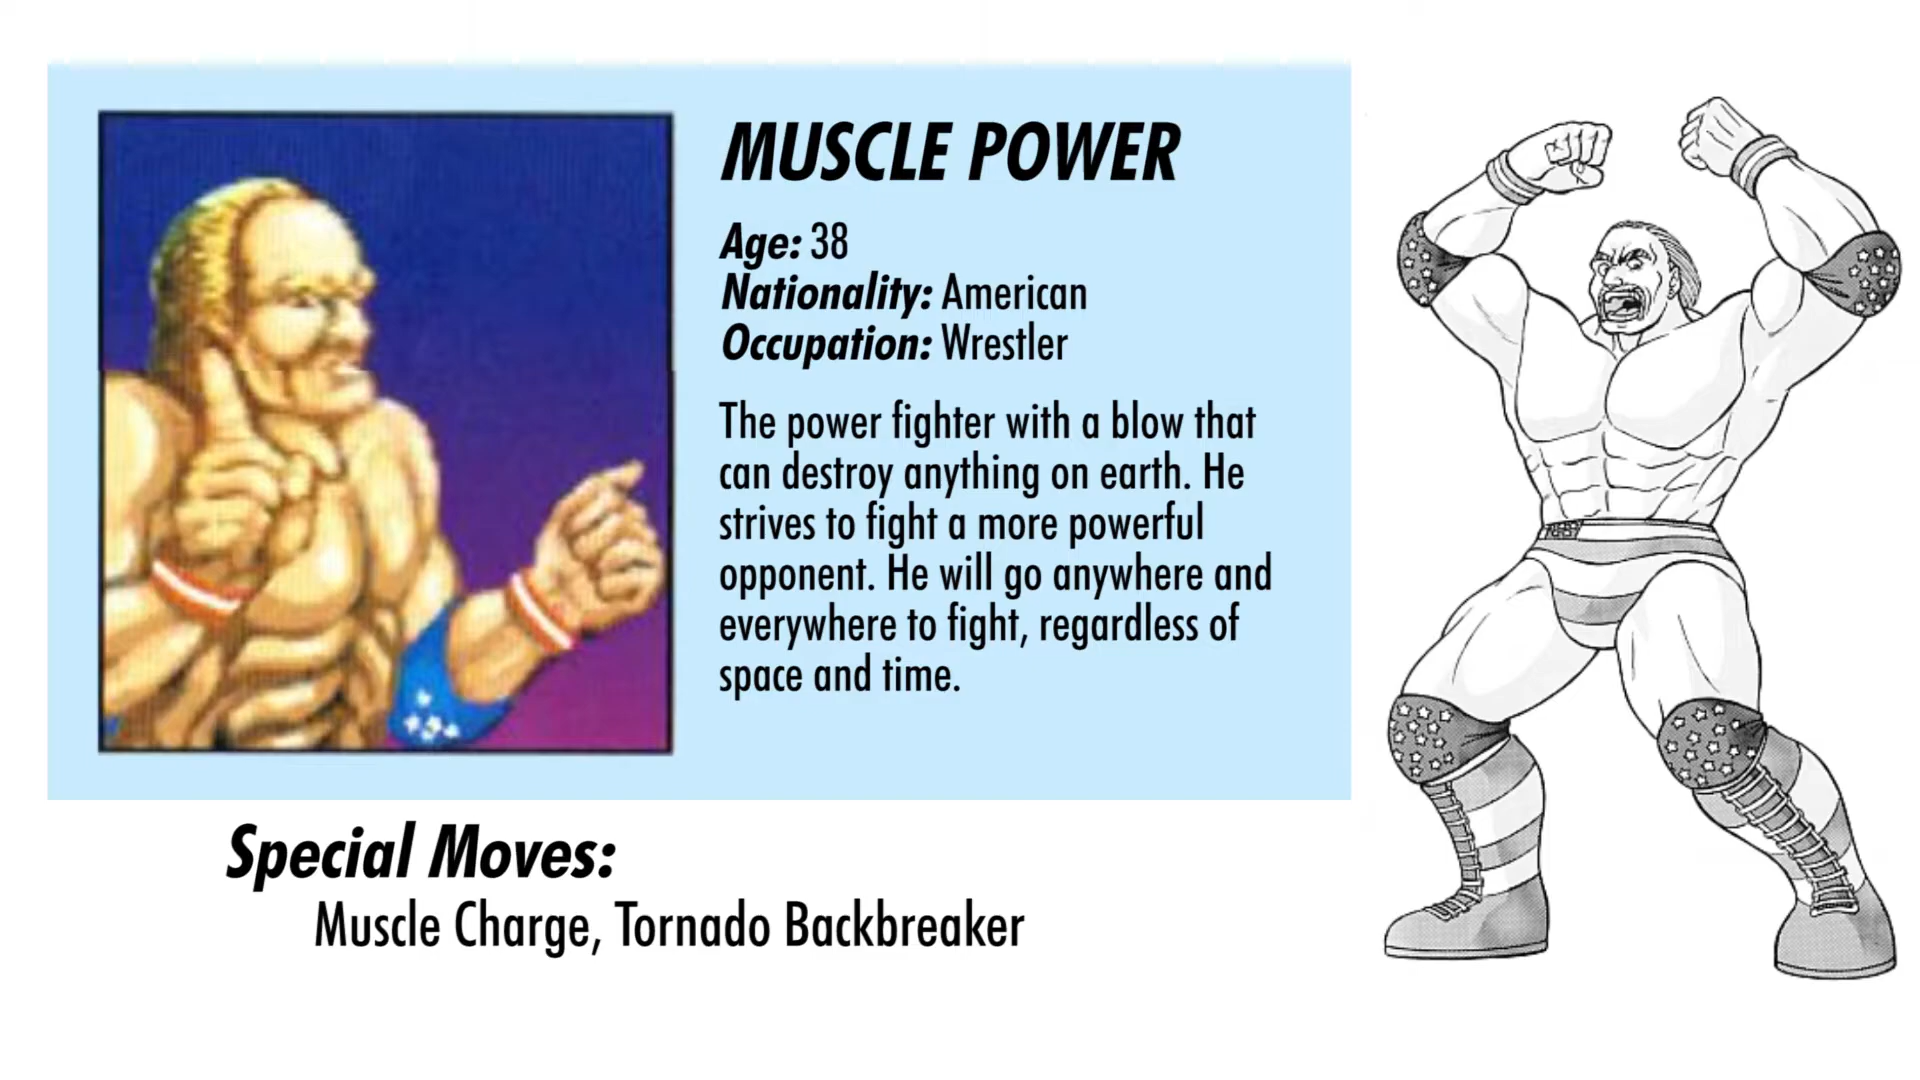 MUSCLE POWER
Age: 38
Nationality: American
Occupation: Wrestler
The power fighter with a blow that
can destroy anything on earth. He
strives to fight a more powerful
opponent. He will go anywhere and
everywhere to fight, regardless of
space and time.
Special Moves:
Muscle Charge, Tornado Backbreaker